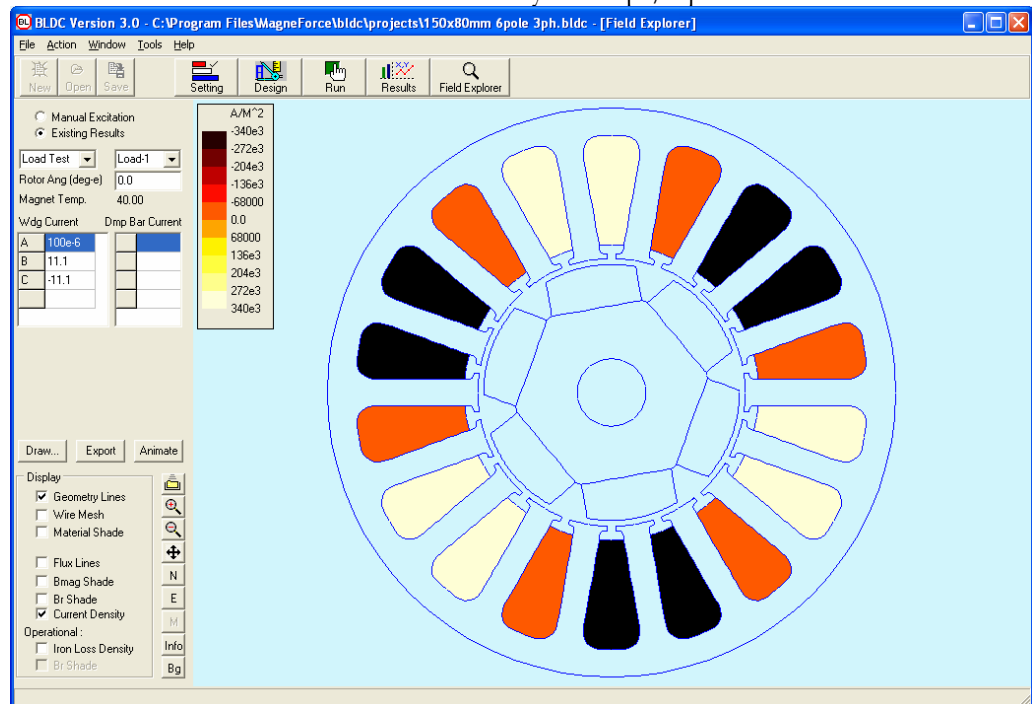 BLDC Version 3.0 - C:\Program Files\MagneForce\bldc\projects\150x80mm 6pole 3ph.bldc - [Field Explorer]
File Action Window Tools Help
New Open Save Setting Design Run Results Field Explorer
Manual Excitation
Existing Results
Load Test Load-1
Rotor Ang (deg-e) 0.0
Magnet Temp. 40.00
Wdg Current Dmp Bar Current
A 100e-6
B 11.1
C -11.1
A/M^2
-340e3
-272e3
-204e3
-136e3
-68000
0.0
68000
136e3
204e3
272e3
340e3
Draw... Export Animate
Display
Geometry Lines
Wire Mesh
Material Shade
Flux Lines
Bmag Shade
Br Shade
Current Density
Operational :
Iron Loss Density
Br Shade
N
E
M
Info
Bg